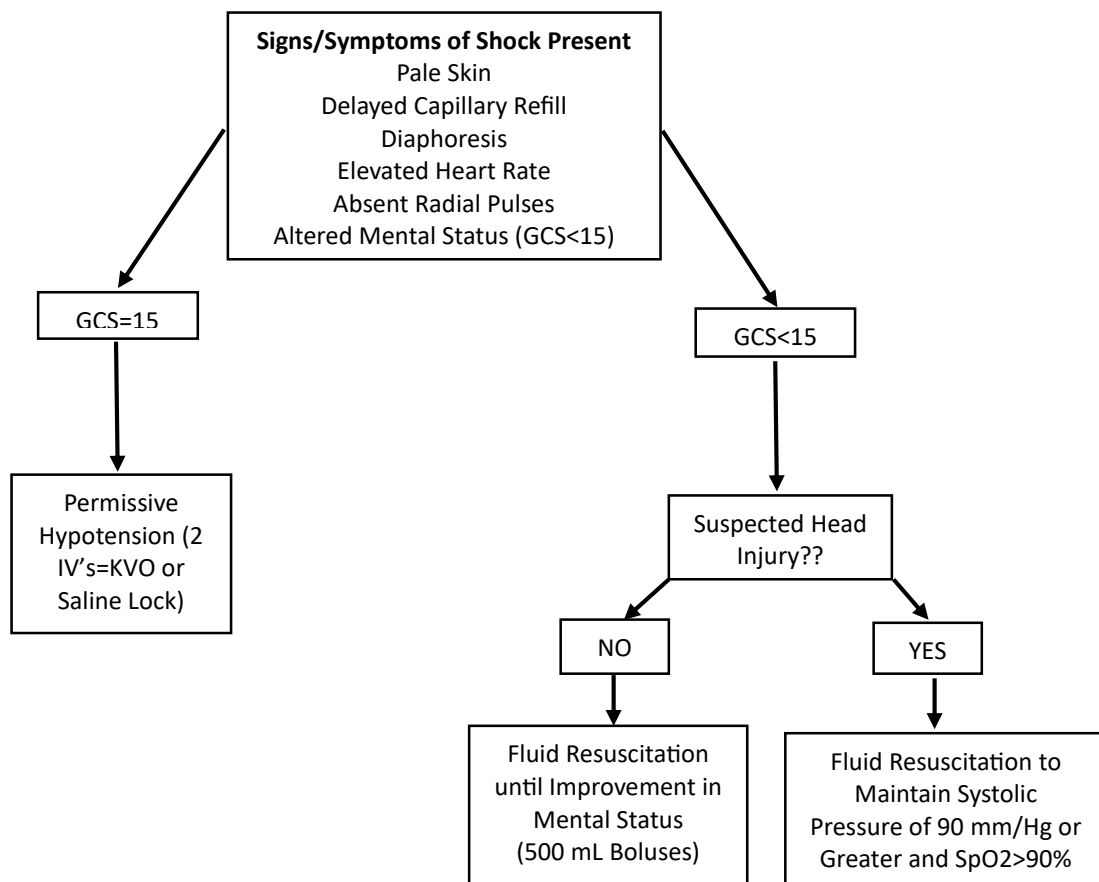 Signs/Symptoms of Shock Present
Pale Skin
Delayed Capillary Refill
Diaphoresis
Elevated Heart Rate
Absent Radial Pulses
Altered Mental Status (GCS<15)
GCS=15
GCS<15
Permissive
Hypotension (2
IV’s=KVO or
Saline Lock)
Suspected Head
Injury??
NO
YES
Fluid Resuscitation
until Improvement in
Mental Status
(500 mL Boluses)
Fluid Resuscitation to
Maintain Systolic
Pressure of 90 mm/Hg or
Greater and SpO2>90%